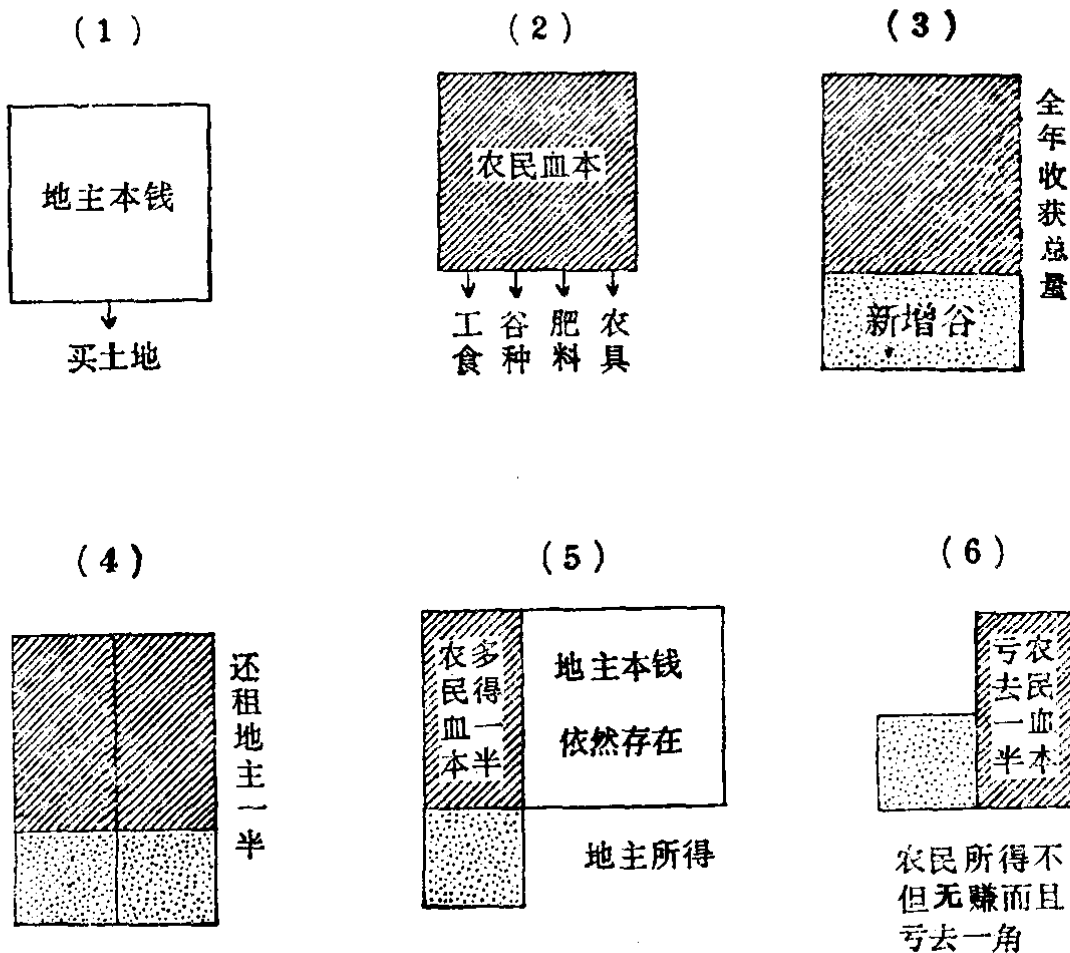 (1)
地主本钱
买土地
(2)
农民血本
工食
谷种
肥料
农具
(3)
全年收获总量
新增谷
(4)
还租地主一半
(5)
多得一半
农民血本
地主本钱
依然存在
地主所得
(6)
农民血本
亏去一半
农民所得不
但无赚而且
亏去一角